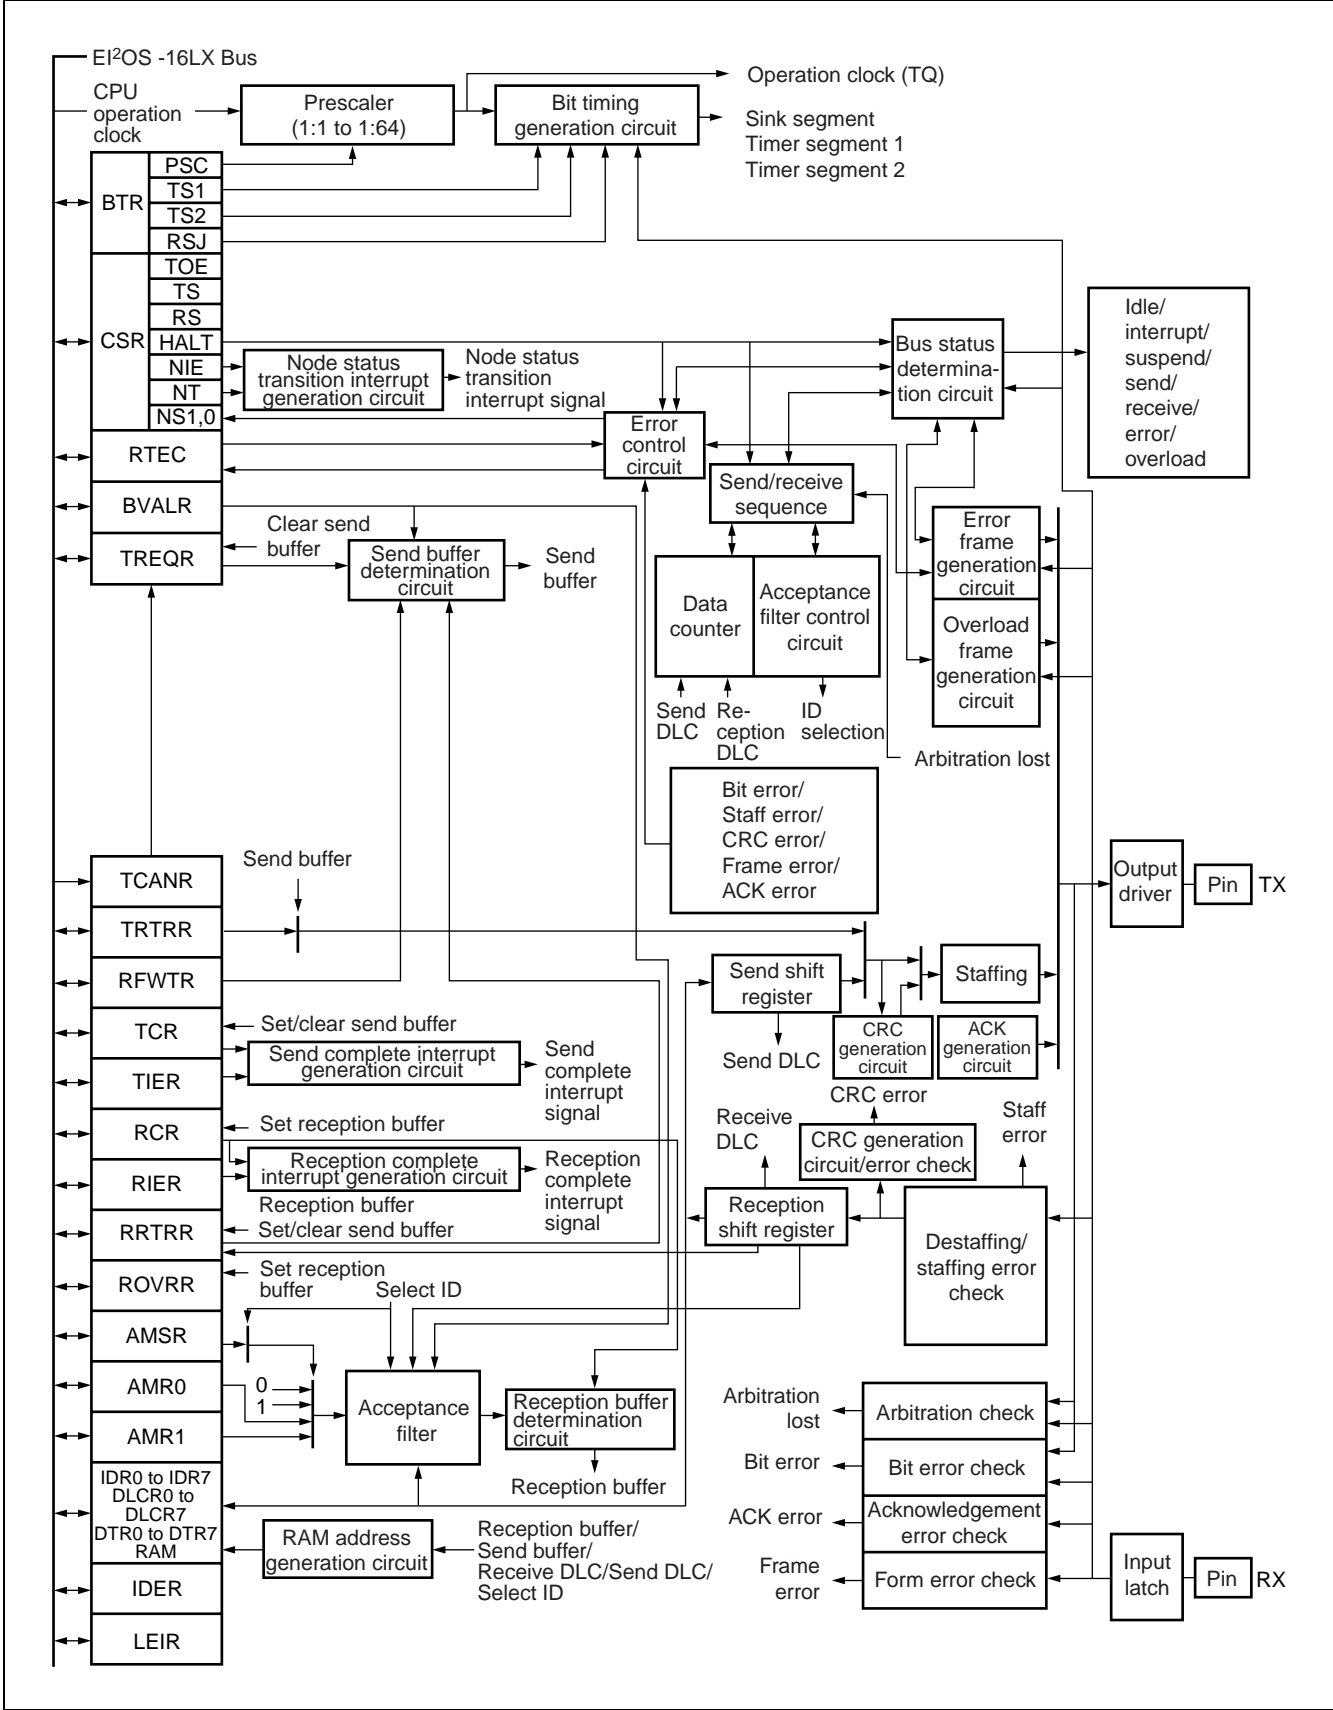 EI²OS -16LX Bus
CPU
operation
clock
Prescaler
(1:1 to 1:64)
Bit timing
generation circuit
Operation clock (TQ)
Sink segment
Timer segment 1
Timer segment 2
BTR
PSC
TS1
TS2
RSJ
CSR
TOE
TS
RS
HALT
NIE
NT
NS1,0
Node status
transition interrupt
generation circuit
Node status
transition
interrupt signal
Error
control
circuit
Bus status
determina-
tion circuit
Idle/
interrupt/
suspend/
send/
receive/
error/
overload
RTEC
BVALR
TREQR
Clear send
buffer
Send buffer
determination
circuit
Send
buffer
Send/receive
sequence
Data
counter
Acceptance
filter control
circuit
Error
frame
generation
circuit
Overload
frame
generation
circuit
Send
DLC
Re-
ception
DLC
ID
selection
Arbitration lost
Bit error/
Staff error/
CRC error/
Frame error/
ACK error
Output
driver
Pin
TX
TCANR
Send buffer
TRTRR
RFWTR
TCR
Set/clear send buffer
Send complete interrupt
generation circuit
Send
complete
interrupt
signal
TIER
Send shift
register
Send DLC
Staffing
CRC
generation
circuit
ACK
generation
circuit
RCR
Set reception buffer
Reception complete
interrupt generation circuit
Reception
complete
interrupt
signal
RIER
Reception buffer
RRTRR
Set/clear send buffer
ROVRR
Set reception
buffer
Select ID
Receive
DLC
CRC error
CRC generation
circuit/error check
Staff
error
Reception
shift register
Destaffing/
staffing error
check
AMSR
AMR0
0
1
AMR1
Acceptance
filter
Reception buffer
determination
circuit
Reception buffer
Arbitration
lost
Arbitration check
Bit error
Bit error check
ACK error
Acknowledgement
error check
Frame
error
Form error check
Input
latch
Pin
RX
IDR0 to IDR7
DLCR0 to
DLCR7
DTR0 to DTR7
RAM
RAM address
generation circuit
Reception buffer/
Send buffer/
Receive DLC/Send DLC/
Select ID
IDER
LEIR